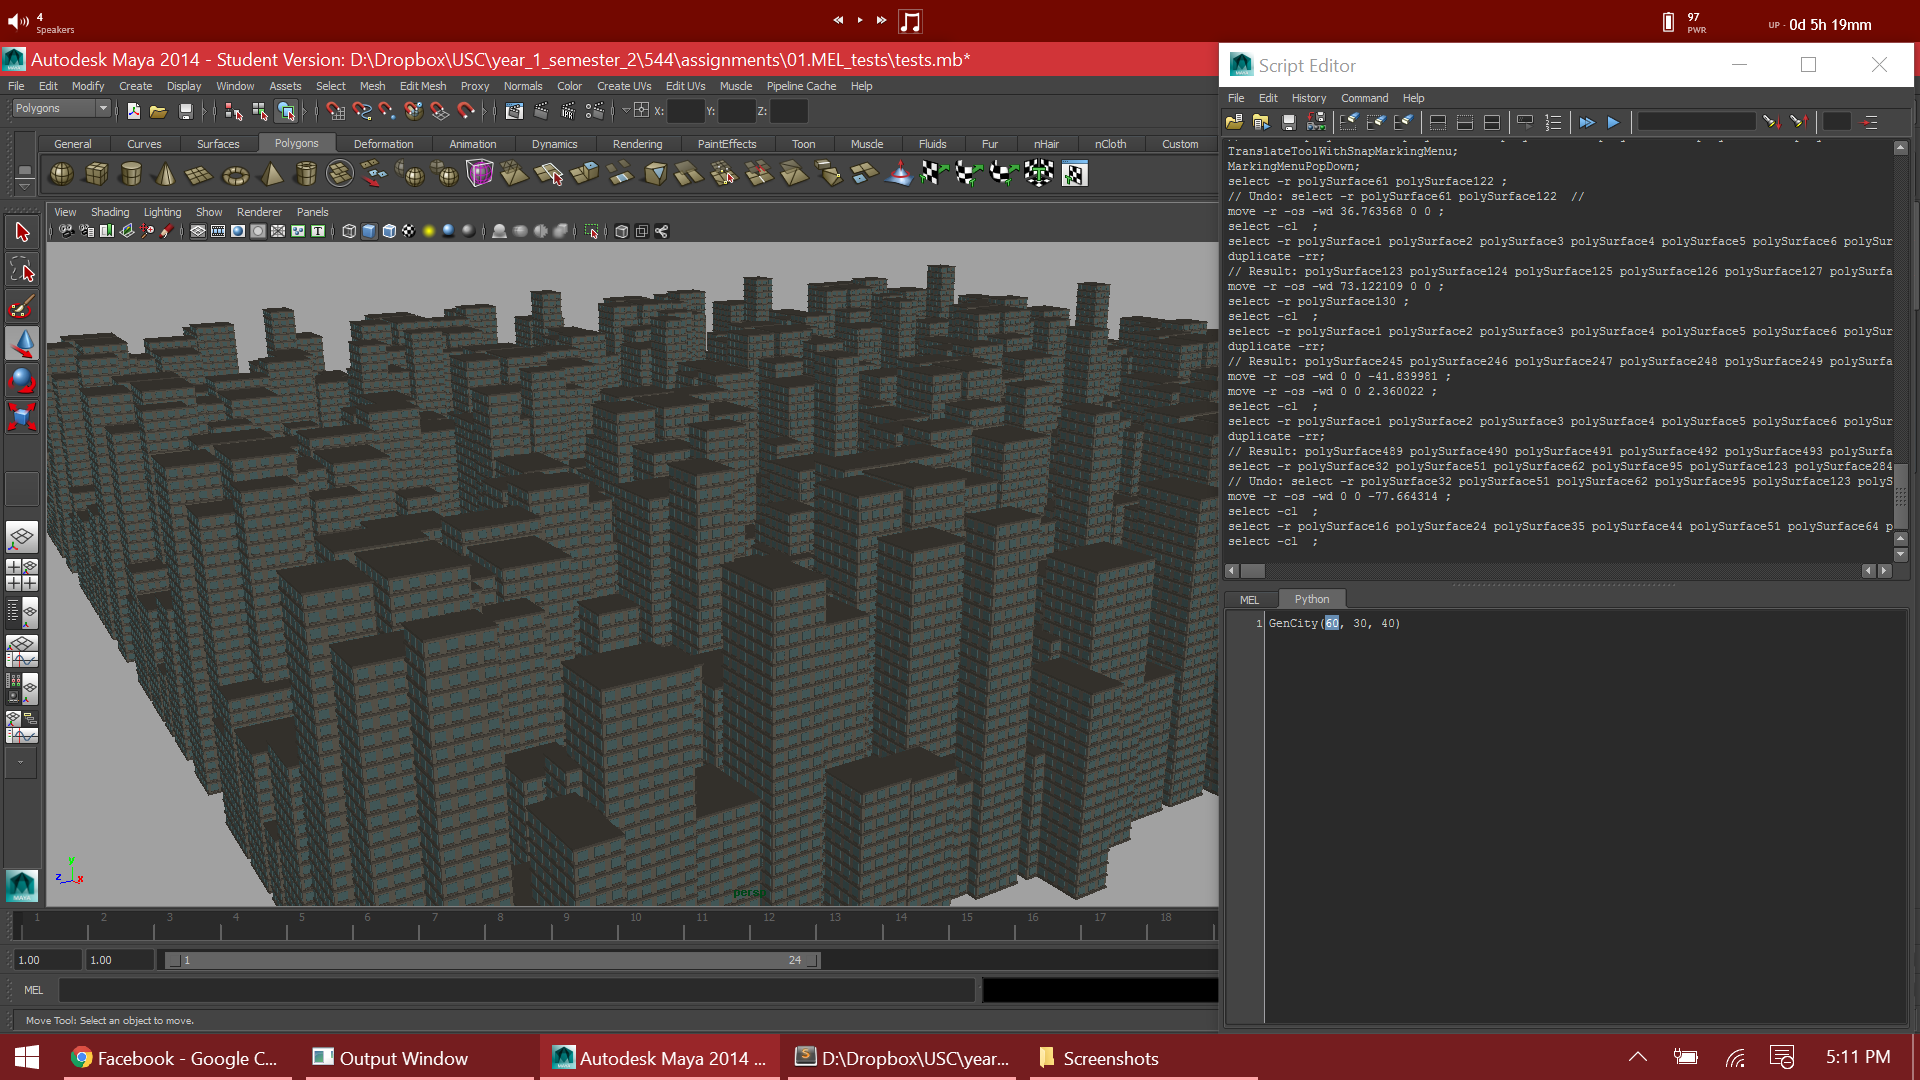 4
Speakers
97
PWR
UP - 0d 5h 19mm
Autodesk Maya 2014 - Student Version: D:\Dropbox\USC\year_1_semester_2\544\assignments\01.MEL_tests\tests.mb*
File Edit Modify Create Display Window Assets Select Mesh Edit Mesh Proxy Normals Color Create UVs Edit UVs Muscle Pipeline Cache Help
Polygons X: Y: Z:
General Curves Surfaces Polygons Deformation Animation Dynamics Rendering PaintEffects Toon Muscle Fluids Fur nHair nCloth Custom
View Shading Lighting Show Renderer Panels
z y x
persp
1 2 3 4 5 6 7 8 9 10 11 12 13 14 15 16 17 18
1.00 1.00 1 24
MEL
Move Tool: Select an object to move.
Script Editor
File Edit History Command Help
TranslateToolWithSnapMarkingMenu;
MarkingMenuPopDown;
select -r polySurface61 polySurface122 ;
// Undo: select -r polySurface61 polySurface122  //
move -r -os -wd 36.763568 0 0 ;
select -cl  ;
select -r polySurface1 polySurface2 polySurface3 polySurface4 polySurface5 polySurface6 polySur
duplicate -rr;
// Result: polySurface123 polySurface124 polySurface125 polySurface126 polySurface127 polySurfa
move -r -os -wd 73.122109 0 0 ;
select -r polySurface130 ;
select -cl  ;
select -r polySurface1 polySurface2 polySurface3 polySurface4 polySurface5 polySurface6 polySur
duplicate -rr;
// Result: polySurface245 polySurface246 polySurface247 polySurface248 polySurface249 polySurfa
move -r -os -wd 0 0 -41.839981 ;
move -r -os -wd 0 0 2.360022 ;
select -cl  ;
select -r polySurface1 polySurface2 polySurface3 polySurface4 polySurface5 polySurface6 polySur
duplicate -rr;
// Result: polySurface489 polySurface490 polySurface491 polySurface492 polySurface493 polySurfa
select -r polySurface32 polySurface51 polySurface62 polySurface95 polySurface123 polySurface284
// Undo: select -r polySurface32 polySurface51 polySurface62 polySurface95 polySurface123 polyS
move -r -os -wd 0 0 -77.664314 ;
select -cl  ;
select -r polySurface16 polySurface24 polySurface35 polySurface44 polySurface51 polySurface64 p
select -cl  ;
MEL Python
1 GenCity(60, 30, 40)
Facebook - Google C... Output Window Autodesk Maya 2014 ... D:\Dropbox\USC\year... Screenshots 5:11 PM